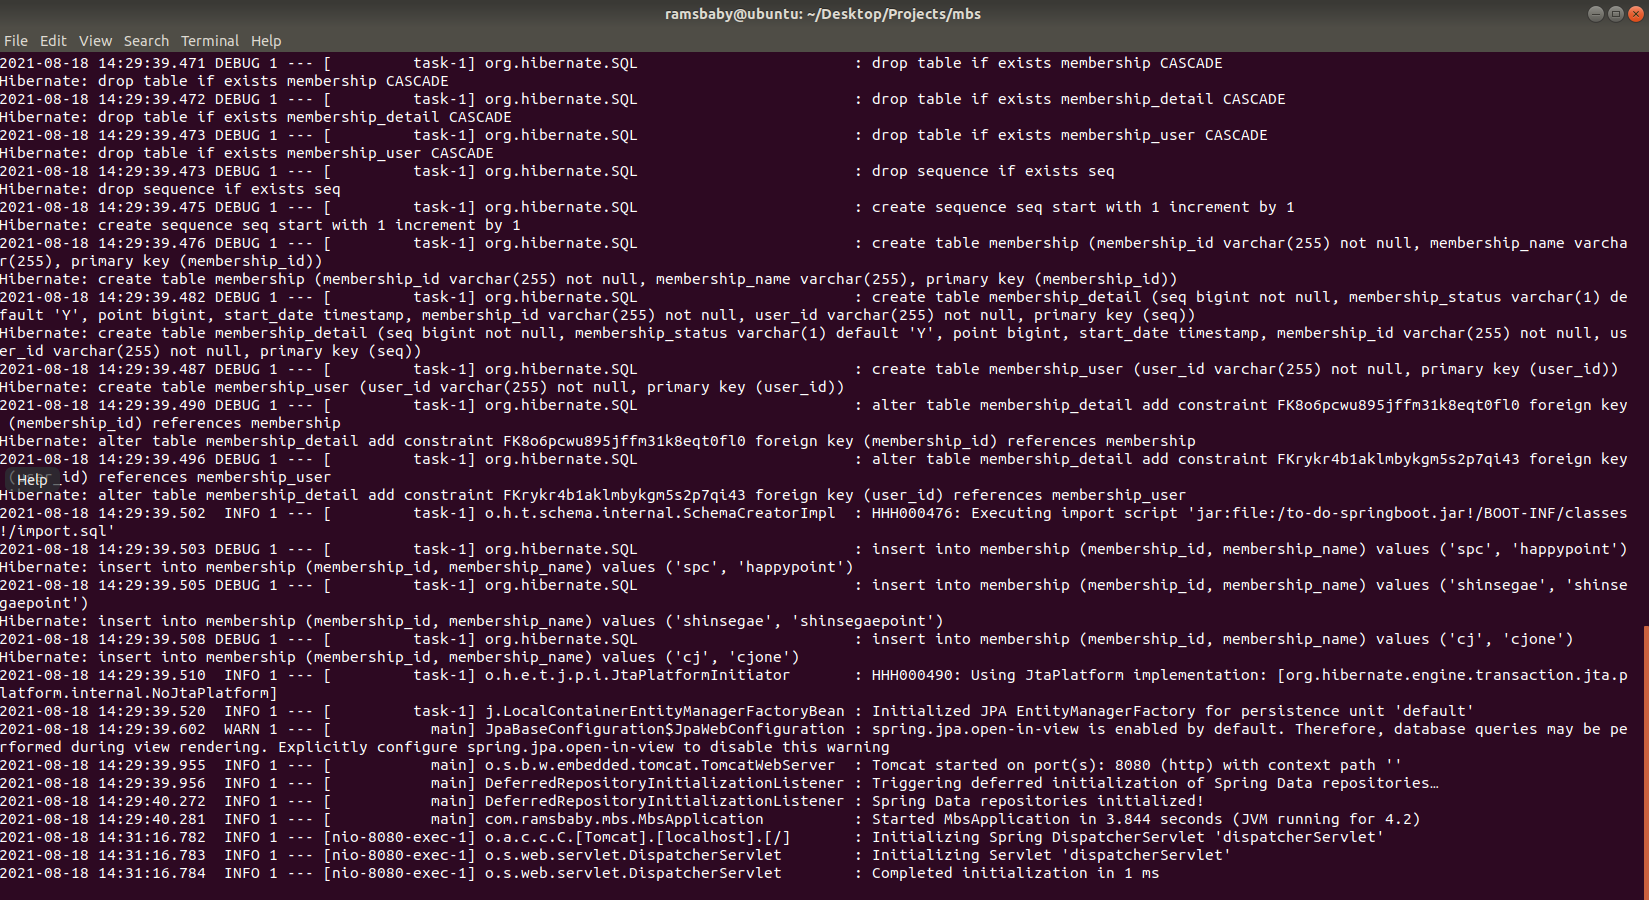 ramsbaby@ubuntu: ~/Desktop/Projects/mbs
File Edit View Search Terminal Help
2021-08-18 14:29:39.471 DEBUG 1 --- [         task-1] org.hibernate.SQL                        : drop table if exists membership CASCADE
Hibernate: drop table if exists membership CASCADE
2021-08-18 14:29:39.472 DEBUG 1 --- [         task-1] org.hibernate.SQL                        : drop table if exists membership_detail CASCADE
Hibernate: drop table if exists membership_detail CASCADE
2021-08-18 14:29:39.473 DEBUG 1 --- [         task-1] org.hibernate.SQL                        : drop table if exists membership_user CASCADE
Hibernate: drop table if exists membership_user CASCADE
2021-08-18 14:29:39.473 DEBUG 1 --- [         task-1] org.hibernate.SQL                        : drop sequence if exists seq
Hibernate: drop sequence if exists seq
2021-08-18 14:29:39.475 DEBUG 1 --- [         task-1] org.hibernate.SQL                        : create sequence seq start with 1 increment by 1
Hibernate: create sequence seq start with 1 increment by 1
2021-08-18 14:29:39.476 DEBUG 1 --- [         task-1] org.hibernate.SQL                        : create table membership (membership_id varchar(255) not null, membership_name varcha
r(255), primary key (membership_id))
Hibernate: create table membership (membership_id varchar(255) not null, membership_name varchar(255), primary key (membership_id))
2021-08-18 14:29:39.482 DEBUG 1 --- [         task-1] org.hibernate.SQL                        : create table membership_detail (seq bigint not null, membership_status varchar(1) de
fault 'Y', point bigint, start_date timestamp, membership_id varchar(255) not null, user_id varchar(255) not null, primary key (seq))
Hibernate: create table membership_detail (seq bigint not null, membership_status varchar(1) default 'Y', point bigint, start_date timestamp, membership_id varchar(255) not null, us
er_id varchar(255) not null, primary key (seq))
2021-08-18 14:29:39.487 DEBUG 1 --- [         task-1] org.hibernate.SQL                        : create table membership_user (user_id varchar(255) not null, primary key (user_id))
Hibernate: create table membership_user (user_id varchar(255) not null, primary key (user_id))
2021-08-18 14:29:39.490 DEBUG 1 --- [         task-1] org.hibernate.SQL                        : alter table membership_detail add constraint FK8o6pcwu895jffm31k8eqt0fl0 foreign key
 (membership_id) references membership
Hibernate: alter table membership_detail add constraint FK8o6pcwu895jffm31k8eqt0fl0 foreign key (membership_id) references membership
2021-08-18 14:29:39.496 DEBUG 1 --- [         task-1] org.hibernate.SQL                        : alter table membership_detail add constraint FKrykr4b1aklmbykgm5s2p7qi43 foreign key
 (user_id) references membership_user
Help
Hibernate: alter table membership_detail add constraint FKrykr4b1aklmbykgm5s2p7qi43 foreign key (user_id) references membership_user
2021-08-18 14:29:39.502  INFO 1 --- [         task-1] o.h.t.schema.internal.SchemaCreatorImpl  : HHH000476: Executing import script 'jar:file:/to-do-springboot.jar!/BOOT-INF/classes
!/import.sql'
2021-08-18 14:29:39.503 DEBUG 1 --- [         task-1] org.hibernate.SQL                        : insert into membership (membership_id, membership_name) values ('spc', 'happypoint')
Hibernate: insert into membership (membership_id, membership_name) values ('spc', 'happypoint')
2021-08-18 14:29:39.505 DEBUG 1 --- [         task-1] org.hibernate.SQL                        : insert into membership (membership_id, membership_name) values ('shinsegae', 'shinse
gaepoint')
Hibernate: insert into membership (membership_id, membership_name) values ('shinsegae', 'shinsegaepoint')
2021-08-18 14:29:39.508 DEBUG 1 --- [         task-1] org.hibernate.SQL                        : insert into membership (membership_id, membership_name) values ('cj', 'cjone')
Hibernate: insert into membership (membership_id, membership_name) values ('cj', 'cjone')
2021-08-18 14:29:39.510  INFO 1 --- [         task-1] o.h.e.t.j.p.i.JtaPlatformInitiator       : HHH000490: Using JtaPlatform implementation: [org.hibernate.engine.transaction.jta.p
latform.internal.NoJtaPlatform]
2021-08-18 14:29:39.520  INFO 1 --- [         task-1] j.LocalContainerEntityManagerFactoryBean : Initialized JPA EntityManagerFactory for persistence unit 'default'
2021-08-18 14:29:39.602  WARN 1 --- [           main] JpaBaseConfiguration$JpaWebConfiguration : spring.jpa.open-in-view is enabled by default. Therefore, database queries may be pe
rformed during view rendering. Explicitly configure spring.jpa.open-in-view to disable this warning
2021-08-18 14:29:39.955  INFO 1 --- [           main] o.s.b.w.embedded.tomcat.TomcatWebServer  : Tomcat started on port(s): 8080 (http) with context path ''
2021-08-18 14:29:39.956  INFO 1 --- [           main] DeferredRepositoryInitializationListener : Triggering deferred initialization of Spring Data repositories…
2021-08-18 14:29:40.272  INFO 1 --- [           main] DeferredRepositoryInitializationListener : Spring Data repositories initialized!
2021-08-18 14:29:40.281  INFO 1 --- [           main] com.ramsbaby.mbs.MbsApplication          : Started MbsApplication in 3.844 seconds (JVM running for 4.2)
2021-08-18 14:31:16.782  INFO 1 --- [nio-8080-exec-1] o.a.c.c.C.[Tomcat].[localhost].[/]       : Initializing Spring DispatcherServlet 'dispatcherServlet'
2021-08-18 14:31:16.783  INFO 1 --- [nio-8080-exec-1] o.s.web.servlet.DispatcherServlet        : Initializing Servlet 'dispatcherServlet'
2021-08-18 14:31:16.784  INFO 1 --- [nio-8080-exec-1] o.s.web.servlet.DispatcherServlet        : Completed initialization in 1 ms